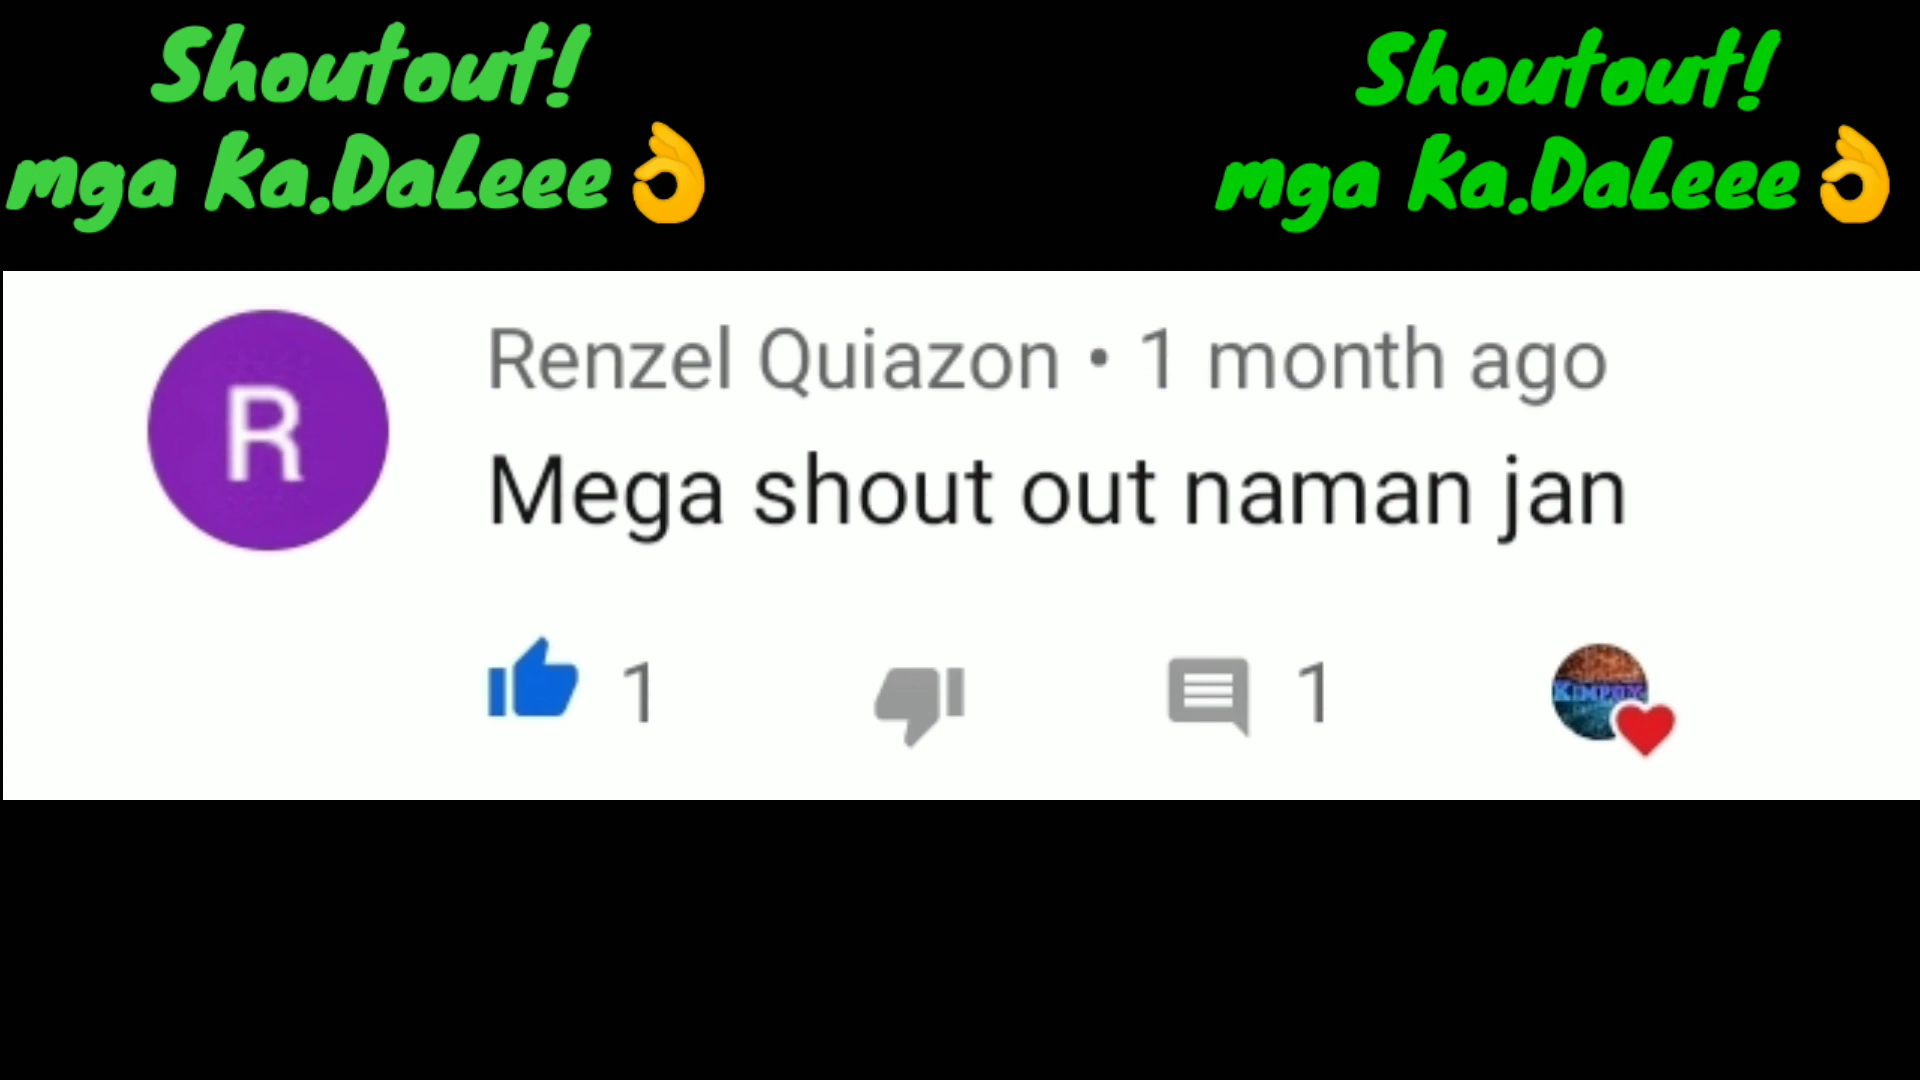 Shoutout!
mga Ka.DaLeee👌
Shoutout!
mga Ka.DaLeee👌
R
Renzel Quiazon • 1 month ago
Mega shout out naman jan
1
1